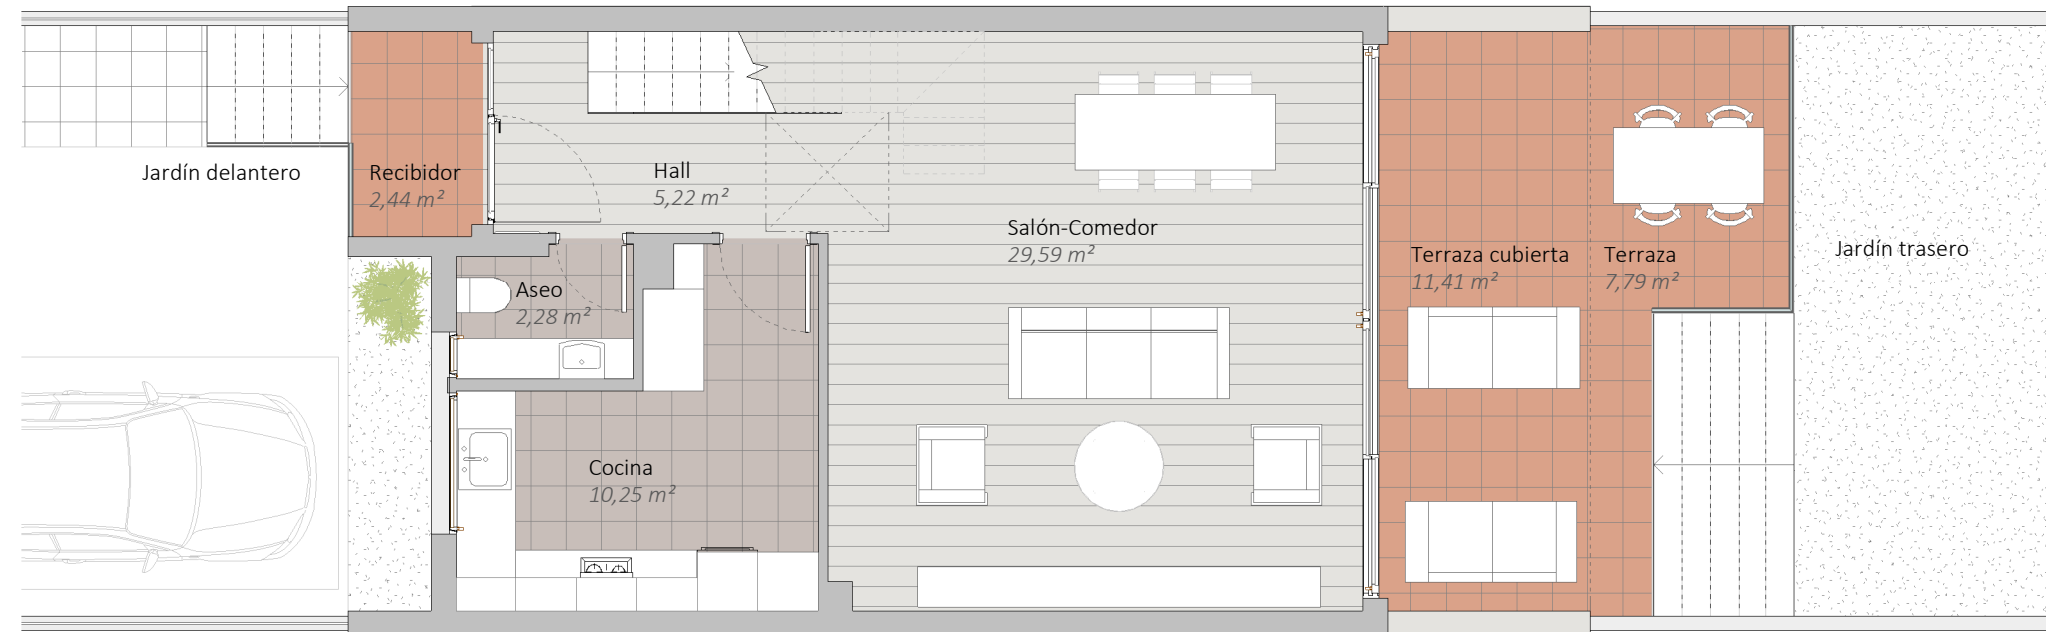 Jardín delantero
Recibidor
2,44 m²
Hall
5,22 m²
Salón-Comedor
29,59 m²
Terraza cubierta
11,41 m²
Terraza
7,79 m²
Jardín trasero
Aseo
2,28 m²
Cocina
10,25 m²